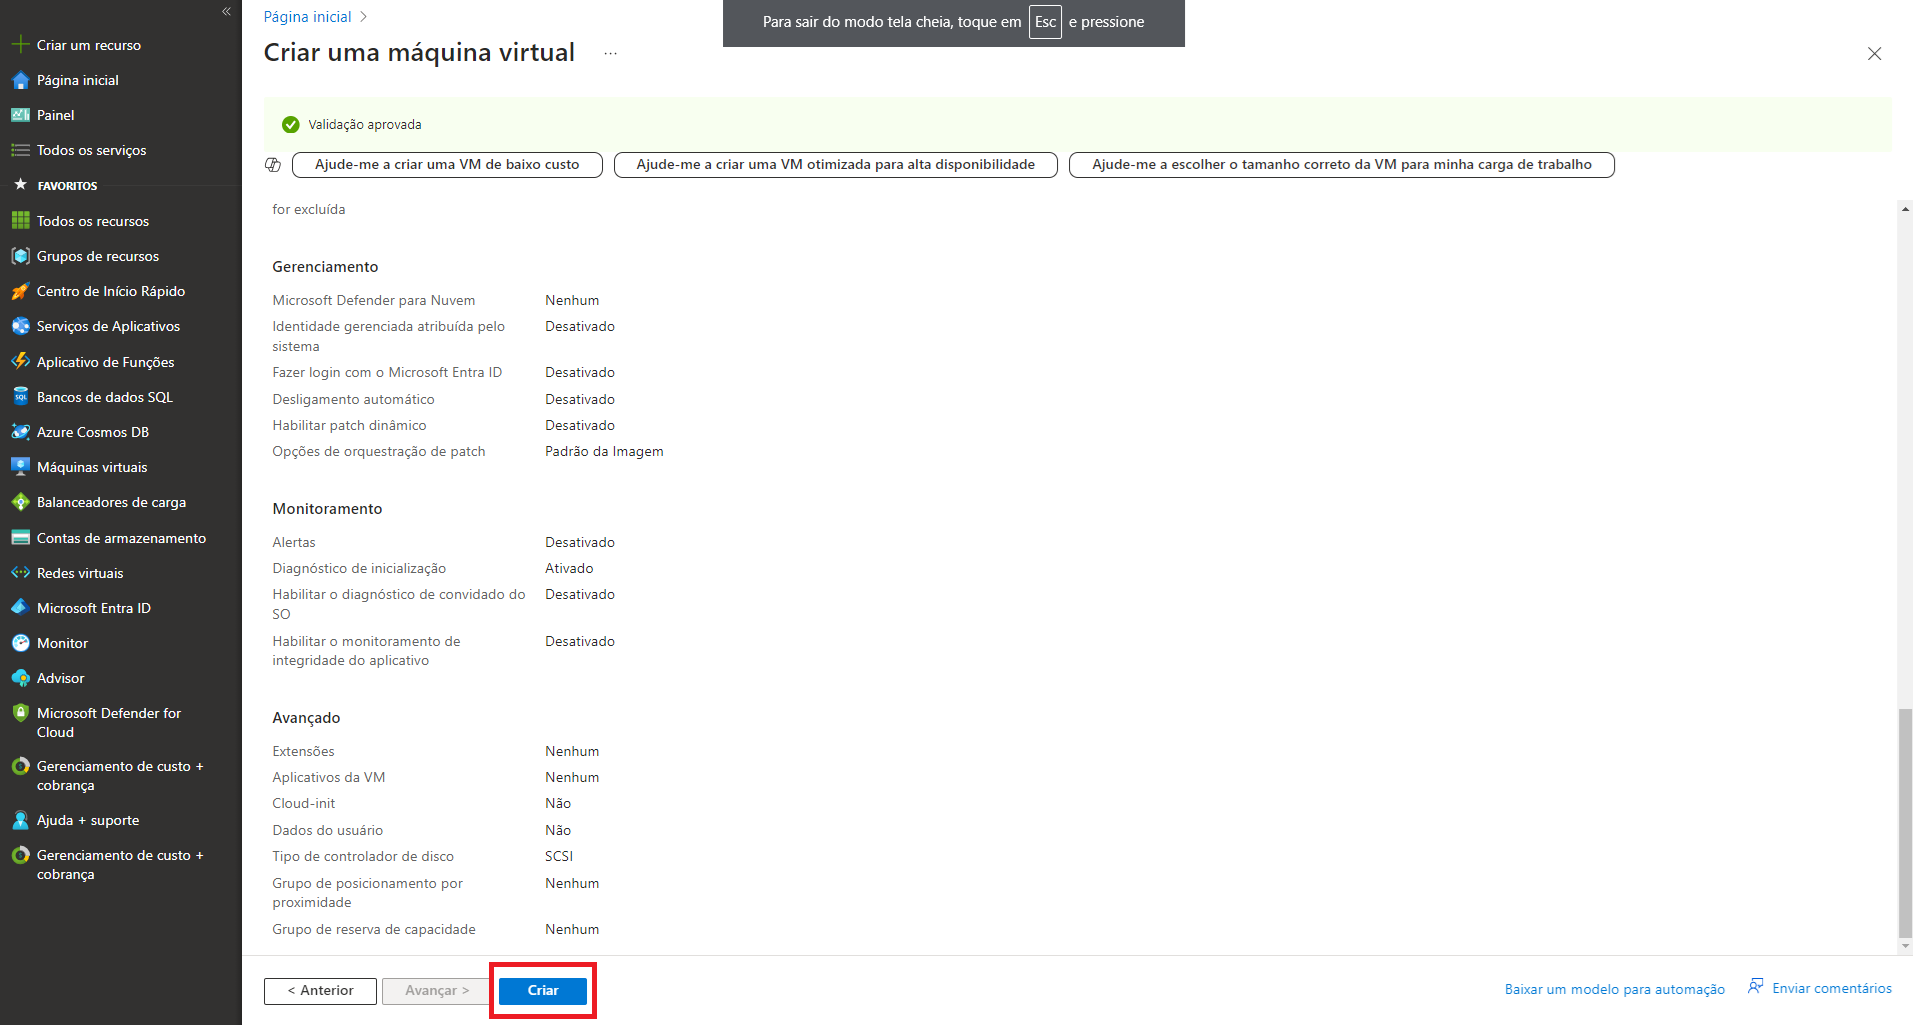 «
Criar um recurso
Página inicial
Painel
Todos os serviços
FAVORITOS
Todos os recursos
Grupos de recursos
Centro de Início Rápido
Serviços de Aplicativos
Aplicativo de Funções
Bancos de dados SQL
Azure Cosmos DB
Máquinas virtuais
Balanceadores de carga
Contas de armazenamento
Redes virtuais
Microsoft Entra ID
Monitor
Advisor
Microsoft Defender for
Cloud
Gerenciamento de custo +
cobrança
Ajuda + suporte
Gerenciamento de custo +
cobrança
Página inicial >
Para sair do modo tela cheia, toque em Esc e pressione
Criar uma máquina virtual ...
Validação aprovada
Ajude-me a criar uma VM de baixo custo
Ajude-me a criar uma VM otimizada para alta disponibilidade
Ajude-me a escolher o tamanho correto da VM para minha carga de trabalho
for excluída
Gerenciamento
Microsoft Defender para Nuvem Nenhum
Identidade gerenciada atribuída pelo Desativado
sistema
Fazer login com o Microsoft Entra ID Desativado
Desligamento automático Desativado
Habilitar patch dinâmico Desativado
Opções de orquestração de patch Padrão da Imagem
Monitoramento
Alertas Desativado
Diagnóstico de inicialização Ativado
Habilitar o diagnóstico de convidado do Desativado
SO
Habilitar o monitoramento de Desativado
integridade do aplicativo
Avançado
Extensões Nenhum
Aplicativos da VM Nenhum
Cloud-init Não
Dados do usuário Não
Tipo de controlador de disco SCSI
Grupo de posicionamento por Nenhum
proximidade
Grupo de reserva de capacidade Nenhum
< Anterior
Avançar >
Criar
Baixar um modelo para automação
Enviar comentários